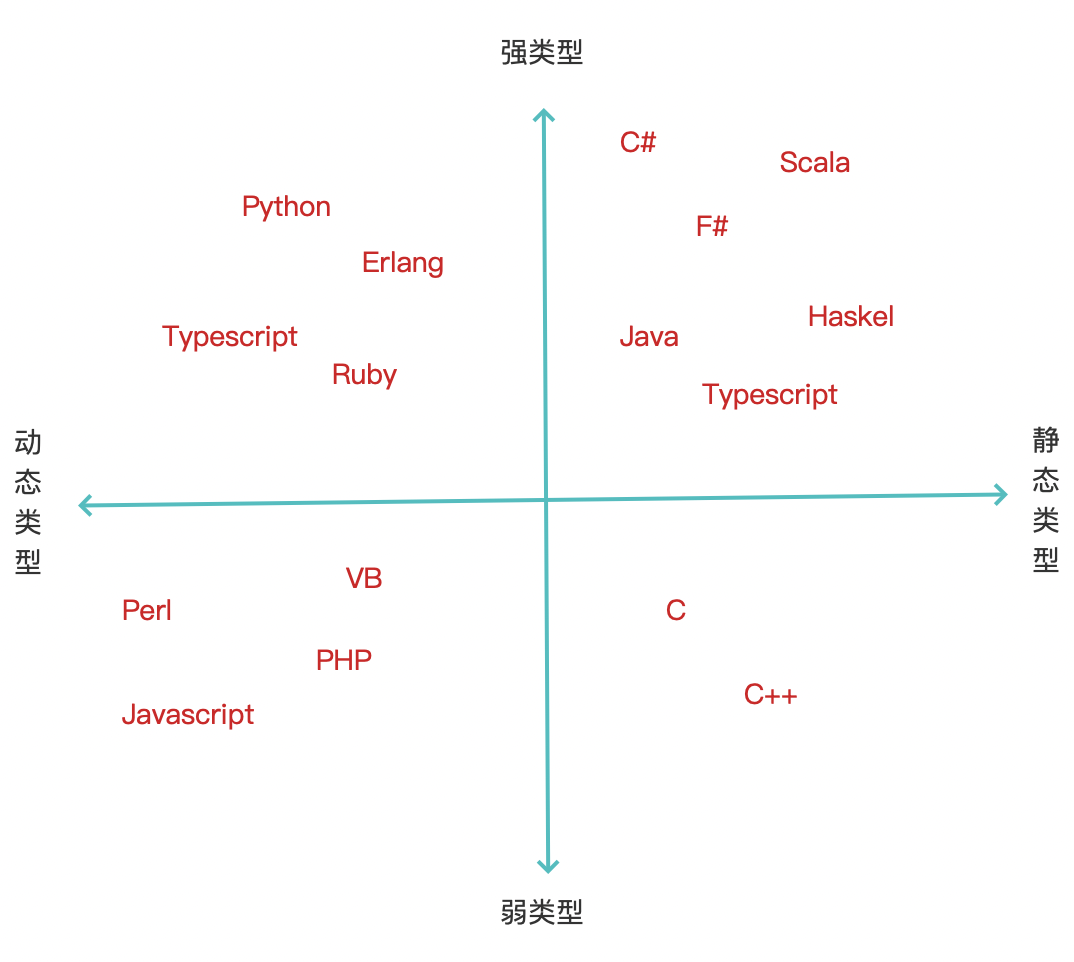 强类型
C#
Scala
Python
F#
Erlang
Haskel
Typescript
Java
Ruby
Typescript
动态类型
静态类型
VB
Perl
C
PHP
C++
Javascript
弱类型